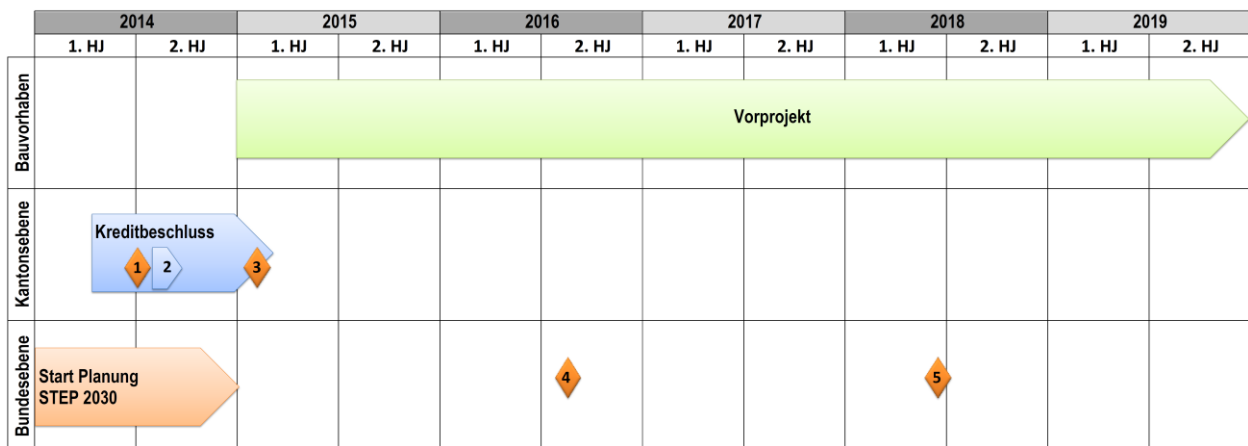 2014 2015 2016 2017 2018 2019
1. HJ 2. HJ 1. HJ 2. HJ 1. HJ 2. HJ 1. HJ 2. HJ 1. HJ 2. HJ 1. HJ 2. HJ
Bauvorhaben
Vorprojekt
Kantonsebene
Kreditbeschluss
1 2 3
Bundesebene
Start Planung
STEP 2030
4 5